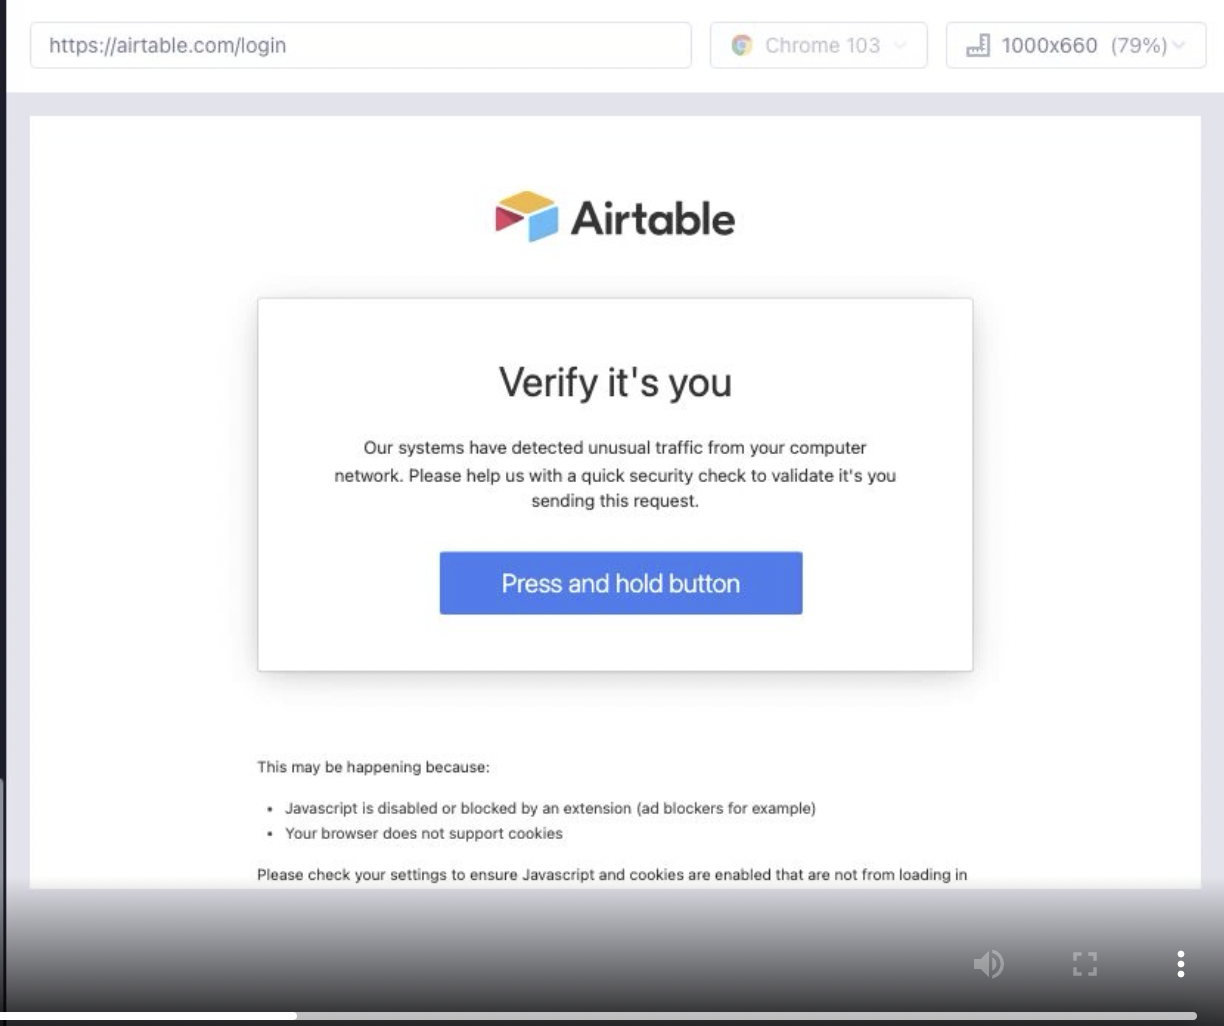 https://airtable.com/login
Chrome 103
1000x660 (79%)
Airtable
Verify it's you
Our systems have detected unusual traffic from your computer
network. Please help us with a quick security check to validate it's you
sending this request.
Press and hold button
This may be happening because:
• Javascript is disabled or blocked by an extension (ad blockers for example)
• Your browser does not support cookies
Please check your settings to ensure Javascript and cookies are enabled that are not from loading in